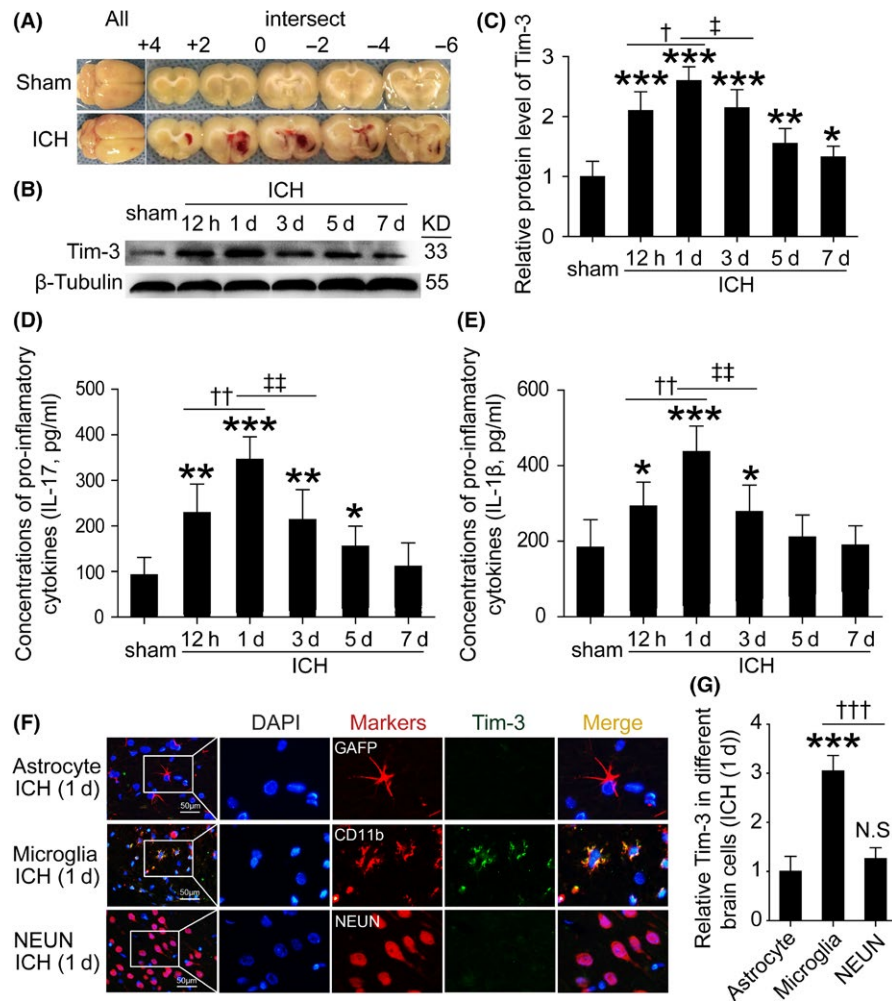 (A)
All intersect
+4 +2 0 –2 –4 –6
Sham
ICH
(B)
ICH
sham 12 h 1 d 3 d 5 d 7 d KD
Tim-3 33
β-Tubulin 55
(C)
Relative protein level of Tim-3
3
2
1
0
† ‡
*** *** *** ** *
sham 12 h 1 d 3 d 5 d 7 d
ICH
(D)
Concentrations of pro-inflamatory
cytokines (IL-17, pg/ml)
500
400
300
200
100
0
†† ‡‡
** *** ** *
sham 12 h 1 d 3 d 5 d 7 d
ICH
(E)
Concentrations of pro-inflamatory
cytokines (IL-1β, pg/ml)
600
400
200
0
†† ‡‡
* *** *
sham 12 h 1 d 3 d 5 d 7 d
ICH
(F)
DAPI Markers Tim-3 Merge
Astrocyte
ICH (1 d)
50μm
GAFP
Microglia
ICH (1 d)
50μm
CD11b
NEUN
ICH (1 d)
50μm
NEUN
(G)
Relative Tim-3 in different
brain cells (ICH (1 d))
4
3
2
1
0
†††
***
N.S
Astrocyte
Microglia
NEUN